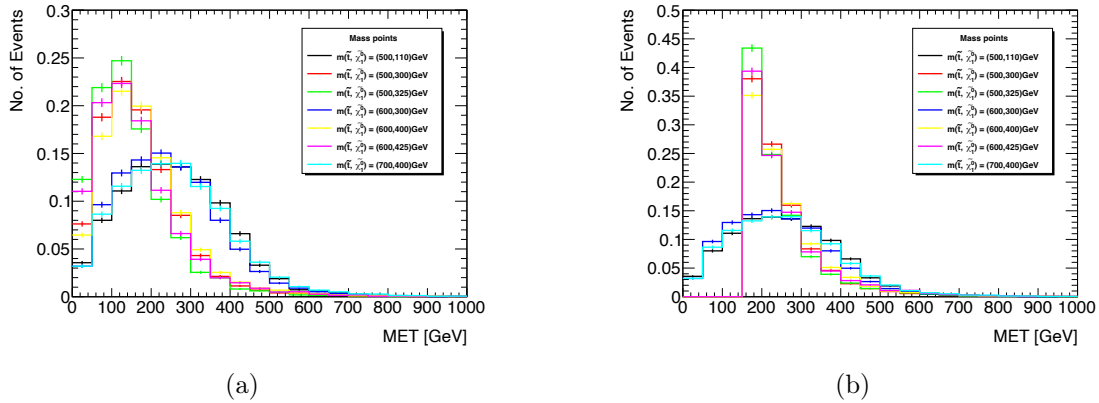 No. of Events
0.3
0.25
0.2
0.15
0.1
0.05
0
0 100 200 300 400 500 600 700 800 900 1000
MET [GeV]
Mass points
m(t̃, χ̃₁⁰) = (500,110)GeV
m(t̃, χ̃₁⁰) = (500,300)GeV
m(t̃, χ̃₁⁰) = (500,325)GeV
m(t̃, χ̃₁⁰) = (600,300)GeV
m(t̃, χ̃₁⁰) = (600,400)GeV
m(t̃, χ̃₁⁰) = (600,425)GeV
m(t̃, χ̃₁⁰) = (700,400)GeV
(a)
No. of Events
0.5
0.45
0.4
0.35
0.3
0.25
0.2
0.15
0.1
0.05
0
0 100 200 300 400 500 600 700 800 900 1000
MET [GeV]
Mass points
m(t̃, χ̃₁⁰) = (500,110)GeV
m(t̃, χ̃₁⁰) = (500,300)GeV
m(t̃, χ̃₁⁰) = (500,325)GeV
m(t̃, χ̃₁⁰) = (600,300)GeV
m(t̃, χ̃₁⁰) = (600,400)GeV
m(t̃, χ̃₁⁰) = (600,425)GeV
m(t̃, χ̃₁⁰) = (700,400)GeV
(b)